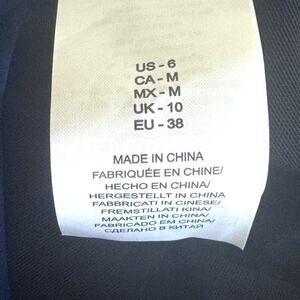 US - 6
CA - M
MX - M
UK - 10
EU - 38
MADE IN CHINA
FABRIQUÉE EN CHINE/
HECHO EN CHINA/
HERGESTELLT IN CHINA
FABBRICATI IN CINESE/
FREMSTILLATI KINA/
MAAKTEN IN CHINA/
FABRICADO EM CHINA/
СДЕЛАНО В КИТАЙ